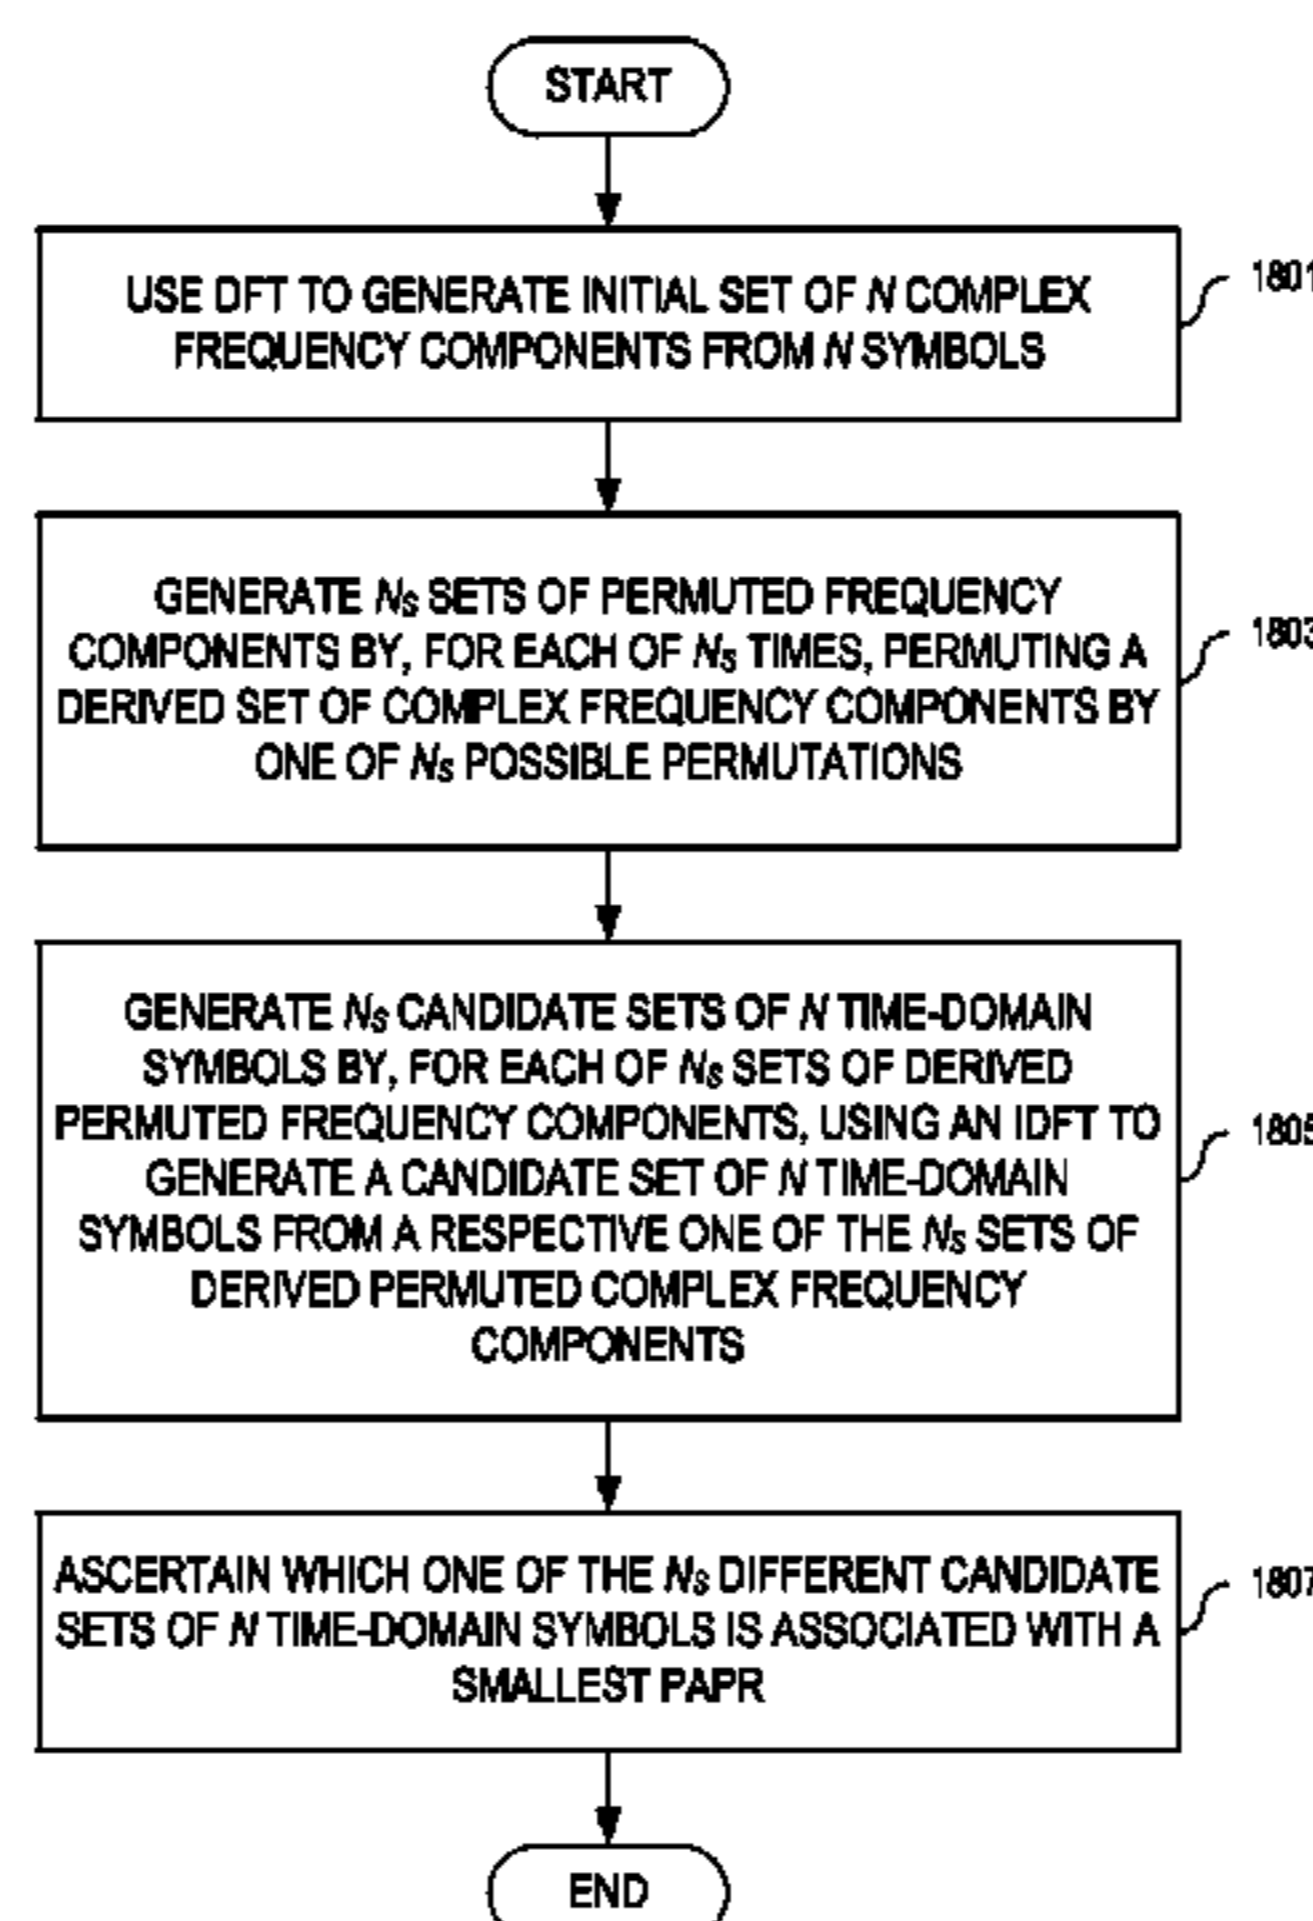 START
USE DFT TO GENERATE INITIAL SET OF N COMPLEX
FREQUENCY COMPONENTS FROM N SYMBOLS
1801
GENERATE NS SETS OF PERMUTED FREQUENCY
COMPONENTS BY, FOR EACH OF NS TIMES, PERMUTING A
DERIVED SET OF COMPLEX FREQUENCY COMPONENTS BY
ONE OF NS POSSIBLE PERMUTATIONS
1803
GENERATE NS CANDIDATE SETS OF N TIME-DOMAIN
SYMBOLS BY, FOR EACH OF NS SETS OF DERIVED
PERMUTED FREQUENCY COMPONENTS, USING AN IDFT TO
GENERATE A CANDIDATE SET OF N TIME-DOMAIN
SYMBOLS FROM A RESPECTIVE ONE OF THE NS SETS OF
DERIVED PERMUTED COMPLEX FREQUENCY
COMPONENTS
1805
ASCERTAIN WHICH ONE OF THE NS DIFFERENT CANDIDATE
SETS OF N TIME-DOMAIN SYMBOLS IS ASSOCIATED WITH A
SMALLEST PAPR
1807
END